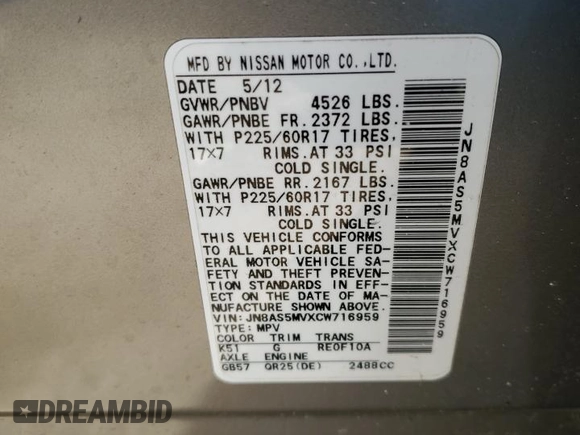 MFD BY NISSAN MOTOR CO.,LTD.
DATE 5/12
GVWR/PNBV 4526 LBS.
GAWR/PNBE FR. 2372 LBS.
WITH P225/60R17 TIRES,
17×7 RIMS.AT 33 PSI
COLD SINGLE.
GAWR/PNBE RR. 2167 LBS.
WITH P225/60R17 TIRES,
17×7 RIMS.AT 33 PSI
COLD SINGLE.
THIS VEHICLE CONFORMS
TO ALL APPLICABLE FED-
ERAL MOTOR VEHICLE SA-
FETY AND THEFT PREVEN-
TION STANDARDS IN EFF-
ECT ON THE DATE OF MA-
NUFACTURE SHOWN ABOVE.
VIN: JN8AS5MVXCW716959
TYPE: MPV
COLOR TRIM TRANS
K51 G RE0F10A
AXLE ENGINE
GB57 QR25(DE) 2488CC
JN8AS5MVXCW716959
DREAMBID